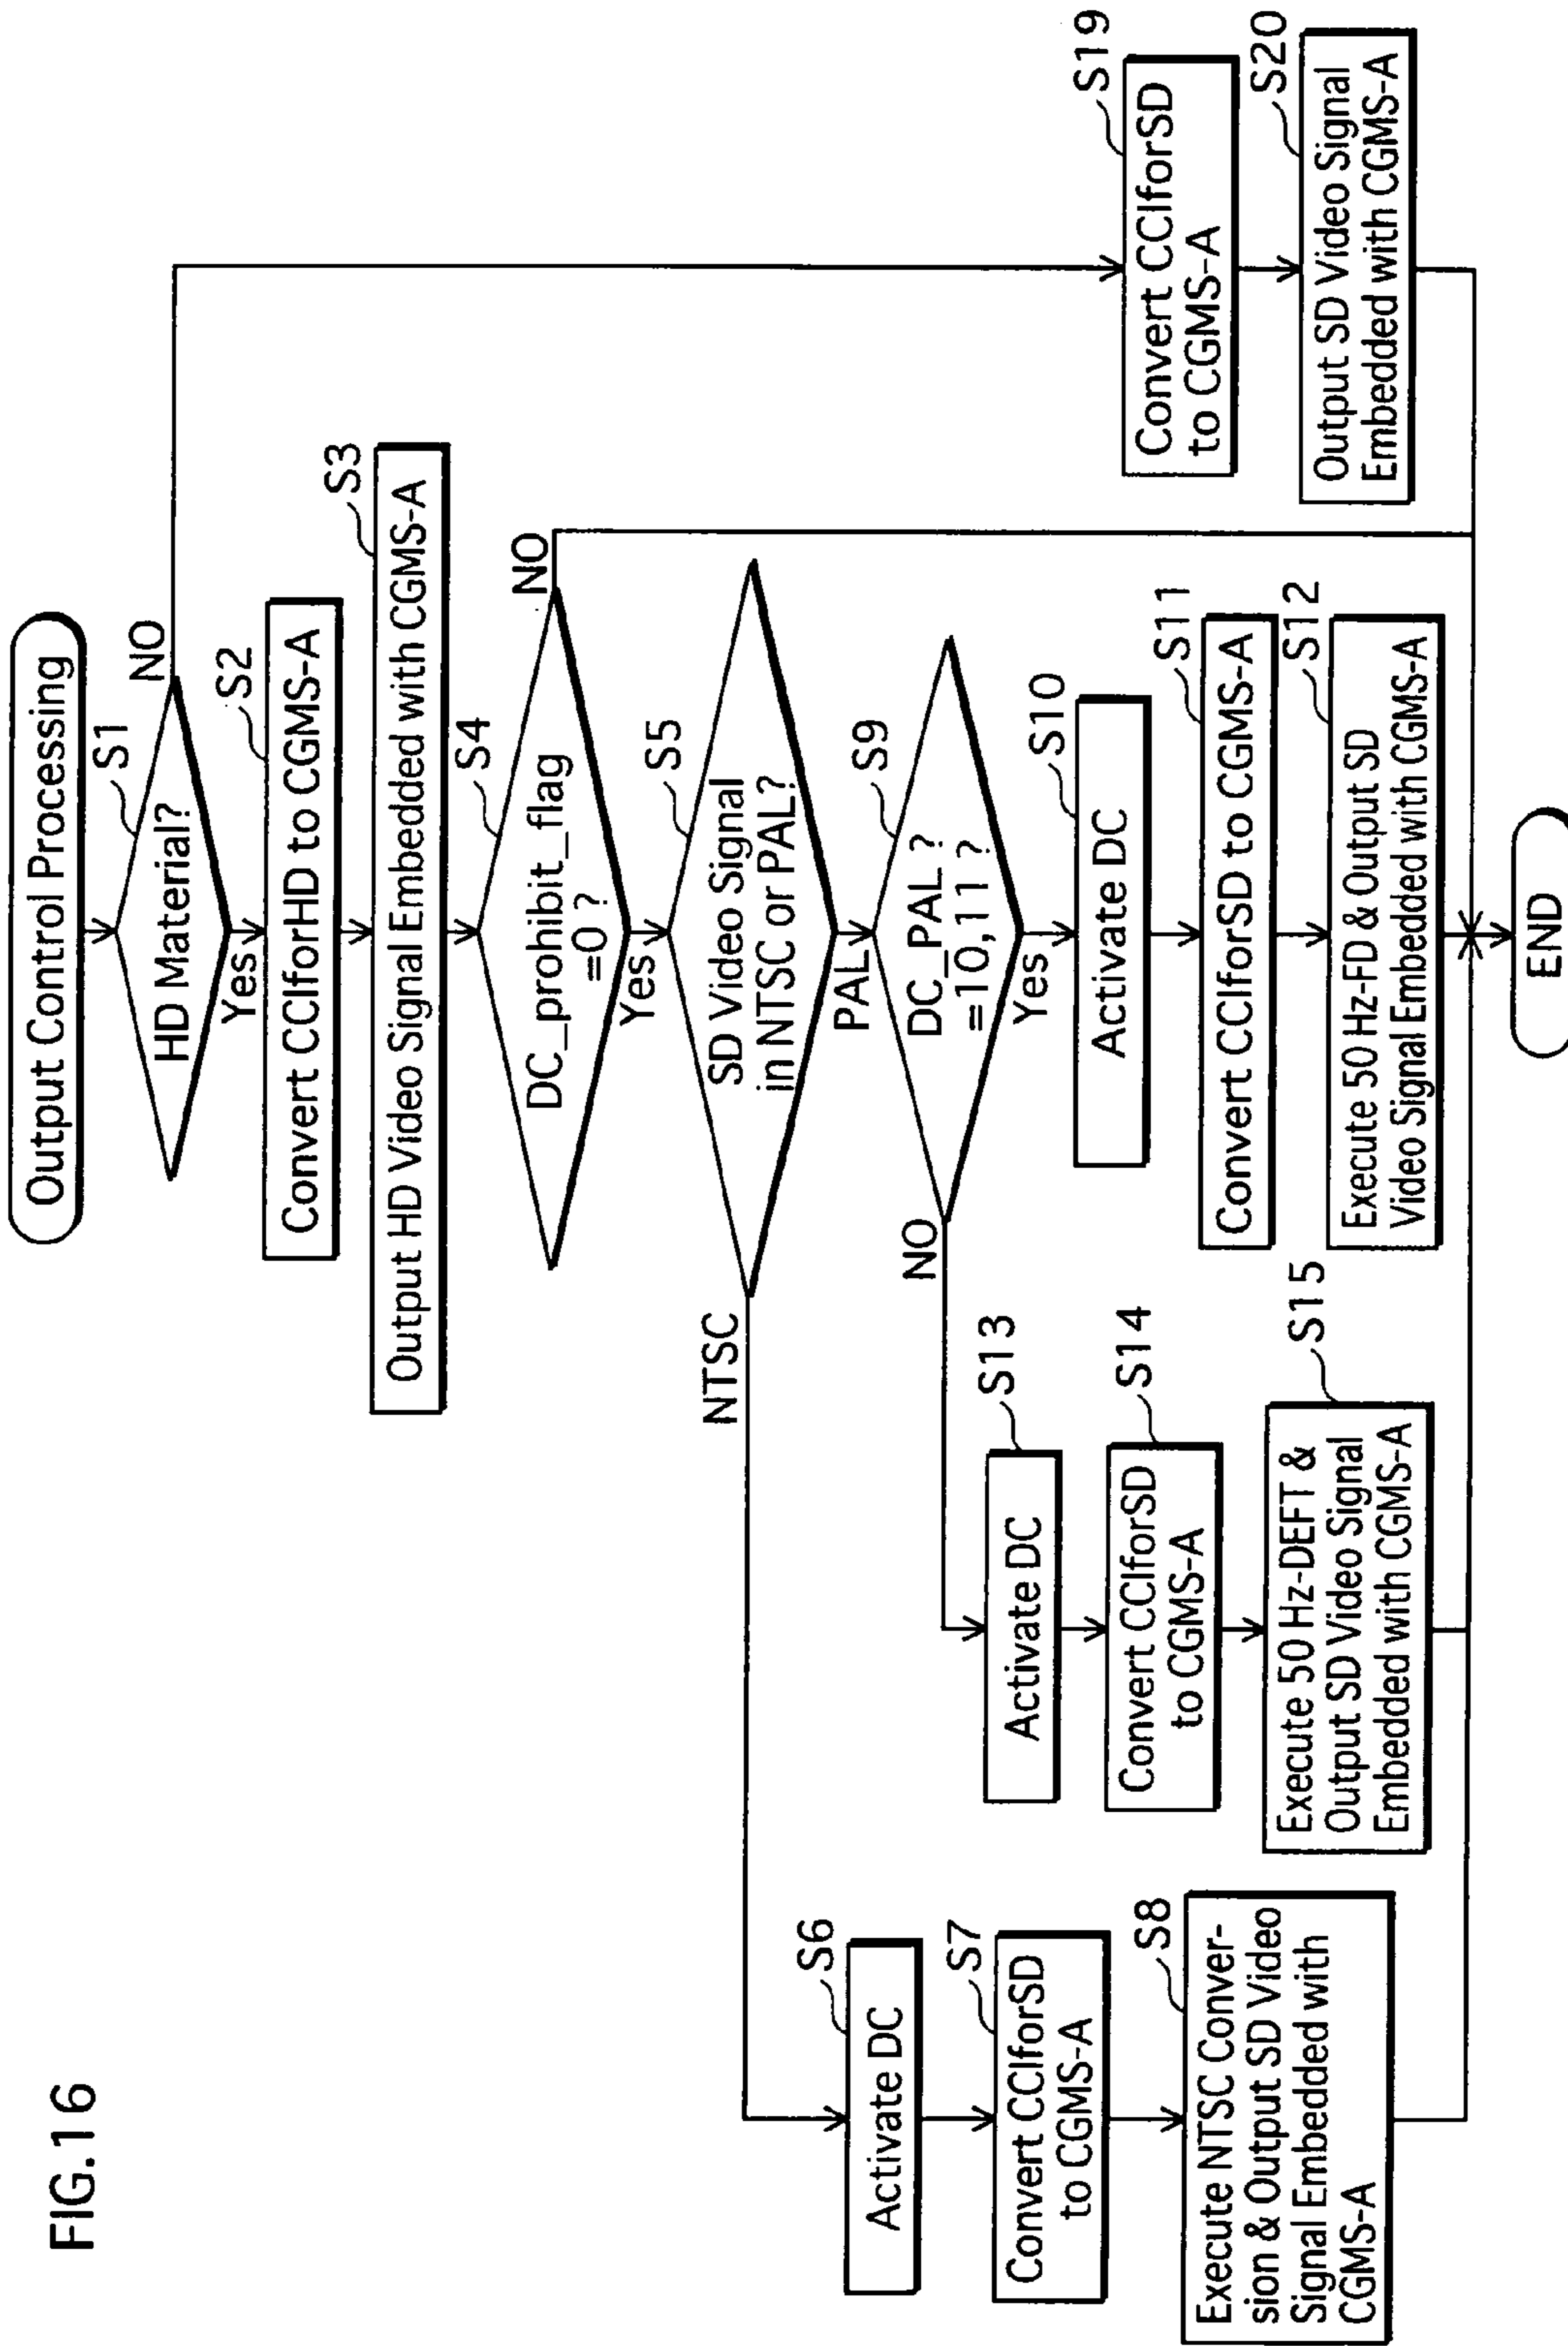 FIG.16
Output Control Processing
S1
HD Material?
NO
Yes
S2
Convert CCIforHD to CGMS-A
S3
Output HD Video Signal Embedded with CGMS-A
S4
DC_prohibit_flag
=0 ?
NO
Yes
S5
SD Video Signal
in NTSC or PAL?
NTSC
PAL
S6
Activate DC
S7
Convert CCIforSD
to CGMS-A
S8
Execute NTSC Conver-
sion & Output SD Video
Signal Embedded with
CGMS-A
S9
DC_PAL ?
=10,11 ?
NO
Yes
S10
Activate DC
S11
Convert CCIforSD to CGMS-A
S12
Execute 50 Hz-FD & Output SD
Video Signal Embedded with CGMS-A
S13
Activate DC
S14
Convert CCIforSD
to CGMS-A
S15
Execute 50 Hz-DEFT &
Output SD Video Signal
Embedded with CGMS-A
S19
Convert CCIforSD
to CGMS-A
S20
Output SD Video Signal
Embedded with CGMS-A
END